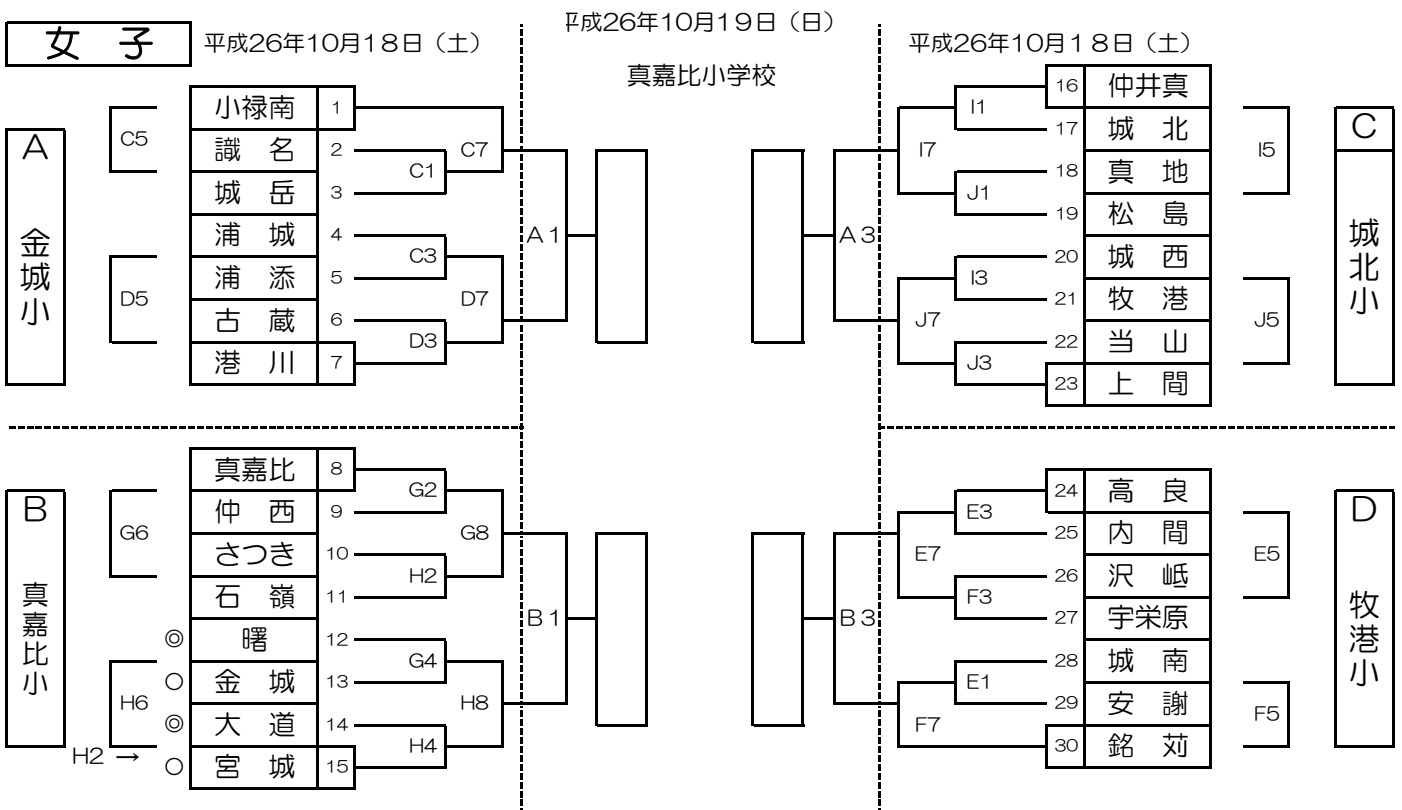 女 子
平成26年10月18日（土）
平成26年10月19日（日）
真嘉比小学校
平成26年10月18日（土）
A 金城小
C5
D5
小禄南 1
識 名 2
城 岳 3
浦 城 4
浦 添 5
古 蔵 6
港 川 7
C1
C3
D3
C7
D7
A1
A3
I7
J7
I1
J1
I3
J3
16 仲井真
17 城 北
18 真 地
19 松 島
20 城 西
21 牧 港
22 当 山
23 上 間
I5
J5
C 城北小
B 真嘉比小
G6
H6
H2 →
真嘉比 8
仲 西 9
さつき 10
石 嶺 11
◎ 曙 12
○ 金 城 13
◎ 大 道 14
○ 宮 城 15
G2
H2
G4
H4
G8
H8
B1
B3
E7
F7
E3
F3
E1
24 高 良
25 内 間
26 沢 岻
27 宇栄原
28 城 南
29 安 謝
30 銘 苅
E5
F5
D 牧港小